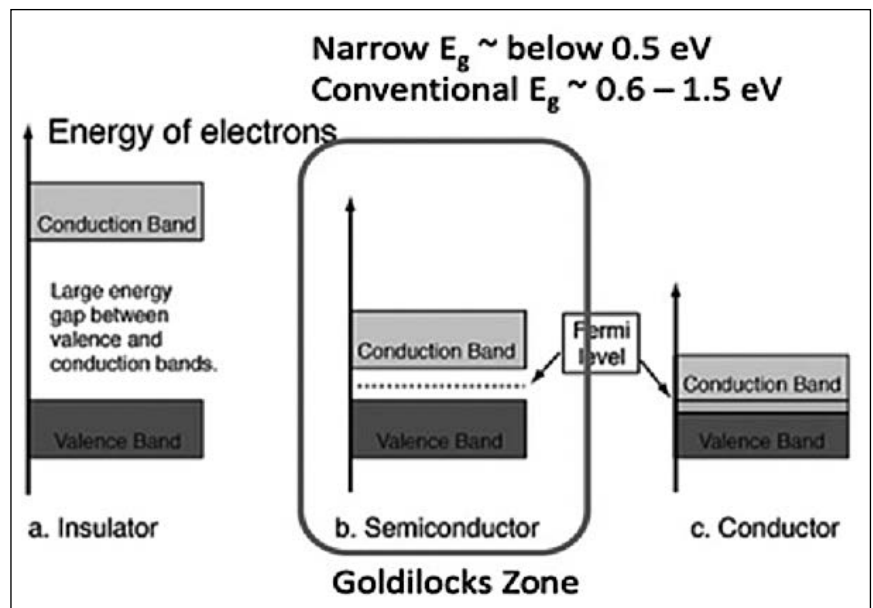 Narrow Eg ~ below 0.5 eV
Conventional Eg ~ 0.6 – 1.5 eV
Energy of electrons
Conduction Band
Large energy
gap between
valence and
conduction bands.
Valence Band
a. Insulator
Conduction Band
Valence Band
b. Semiconductor
Fermi
level
Conduction Band
Valence Band
c. Conductor
Goldilocks Zone